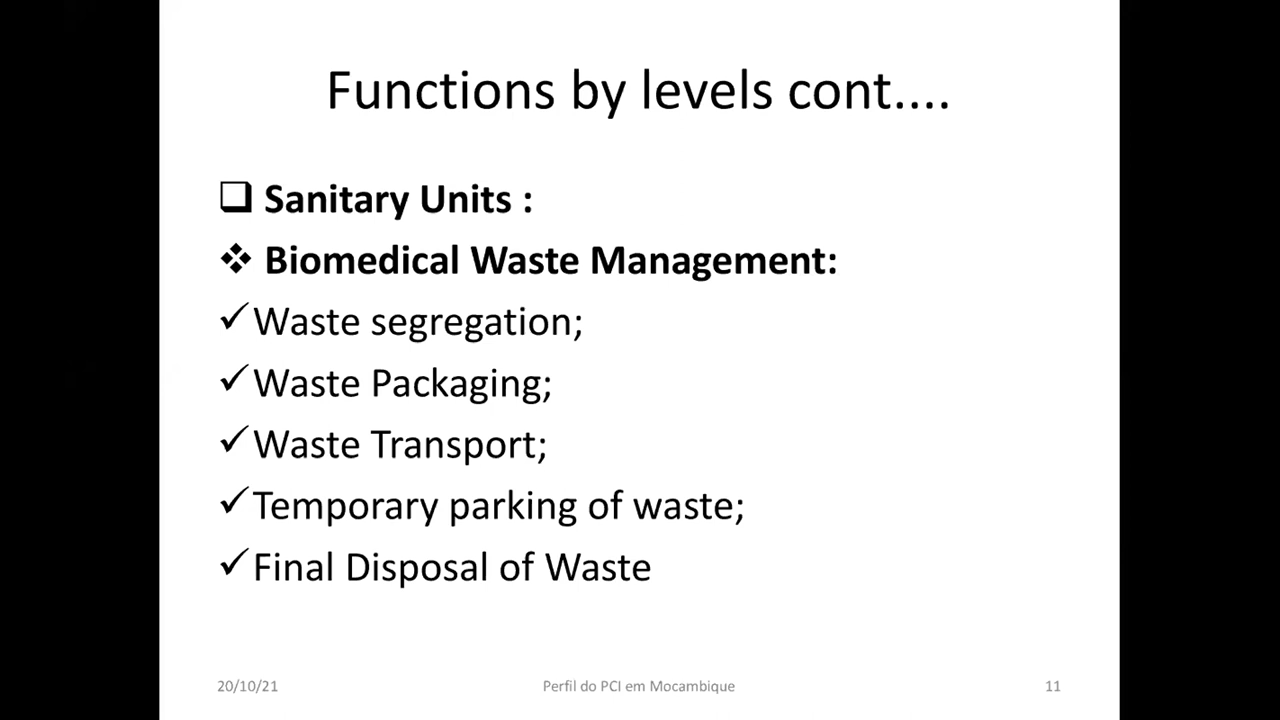 Functions by levels cont....
❑ Sanitary Units :
❖ Biomedical Waste Management:
✓Waste segregation;
✓Waste Packaging;
✓Waste Transport;
✓Temporary parking of waste;
✓Final Disposal of Waste
20/10/21 Perfil do PCI em Mocambique 11